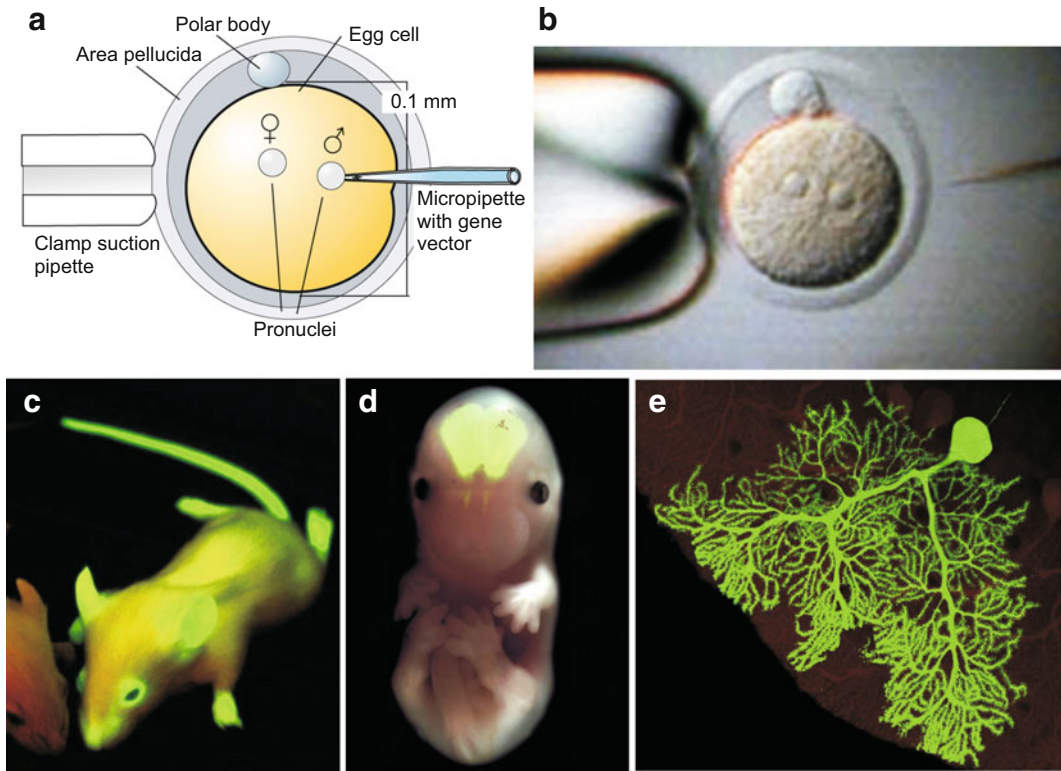 a
Polar body
Area pellucida
Egg cell
0.1 mm
♀
♂
Clamp suction
pipette
Micropipette
with gene
vector
Pronuclei
b
c
d
e